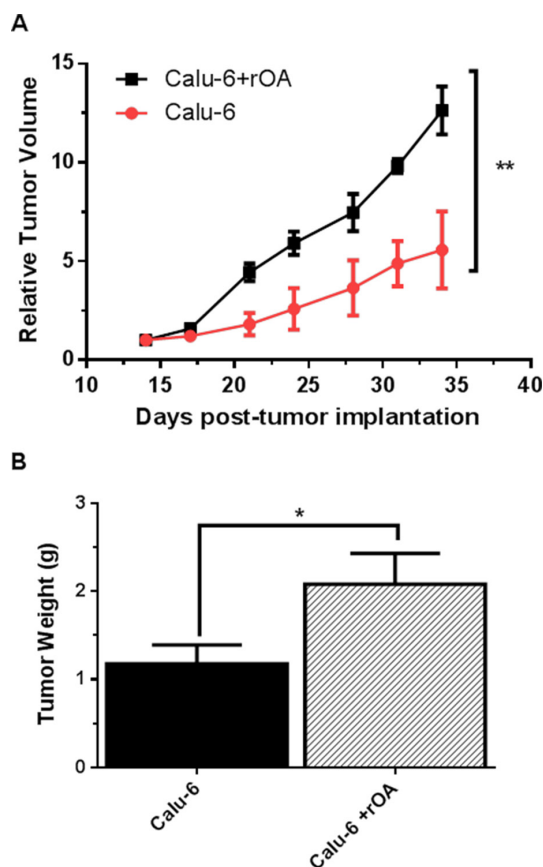 A
Calu-6+rOA
Calu-6
Relative Tumor Volume
15
10
5
0
**
10 15 20 25 30 35 40
Days post-tumor implantation
B
Tumor Weight (g)
3
2
1
0
*
Calu-6
Calu-6 +rOA